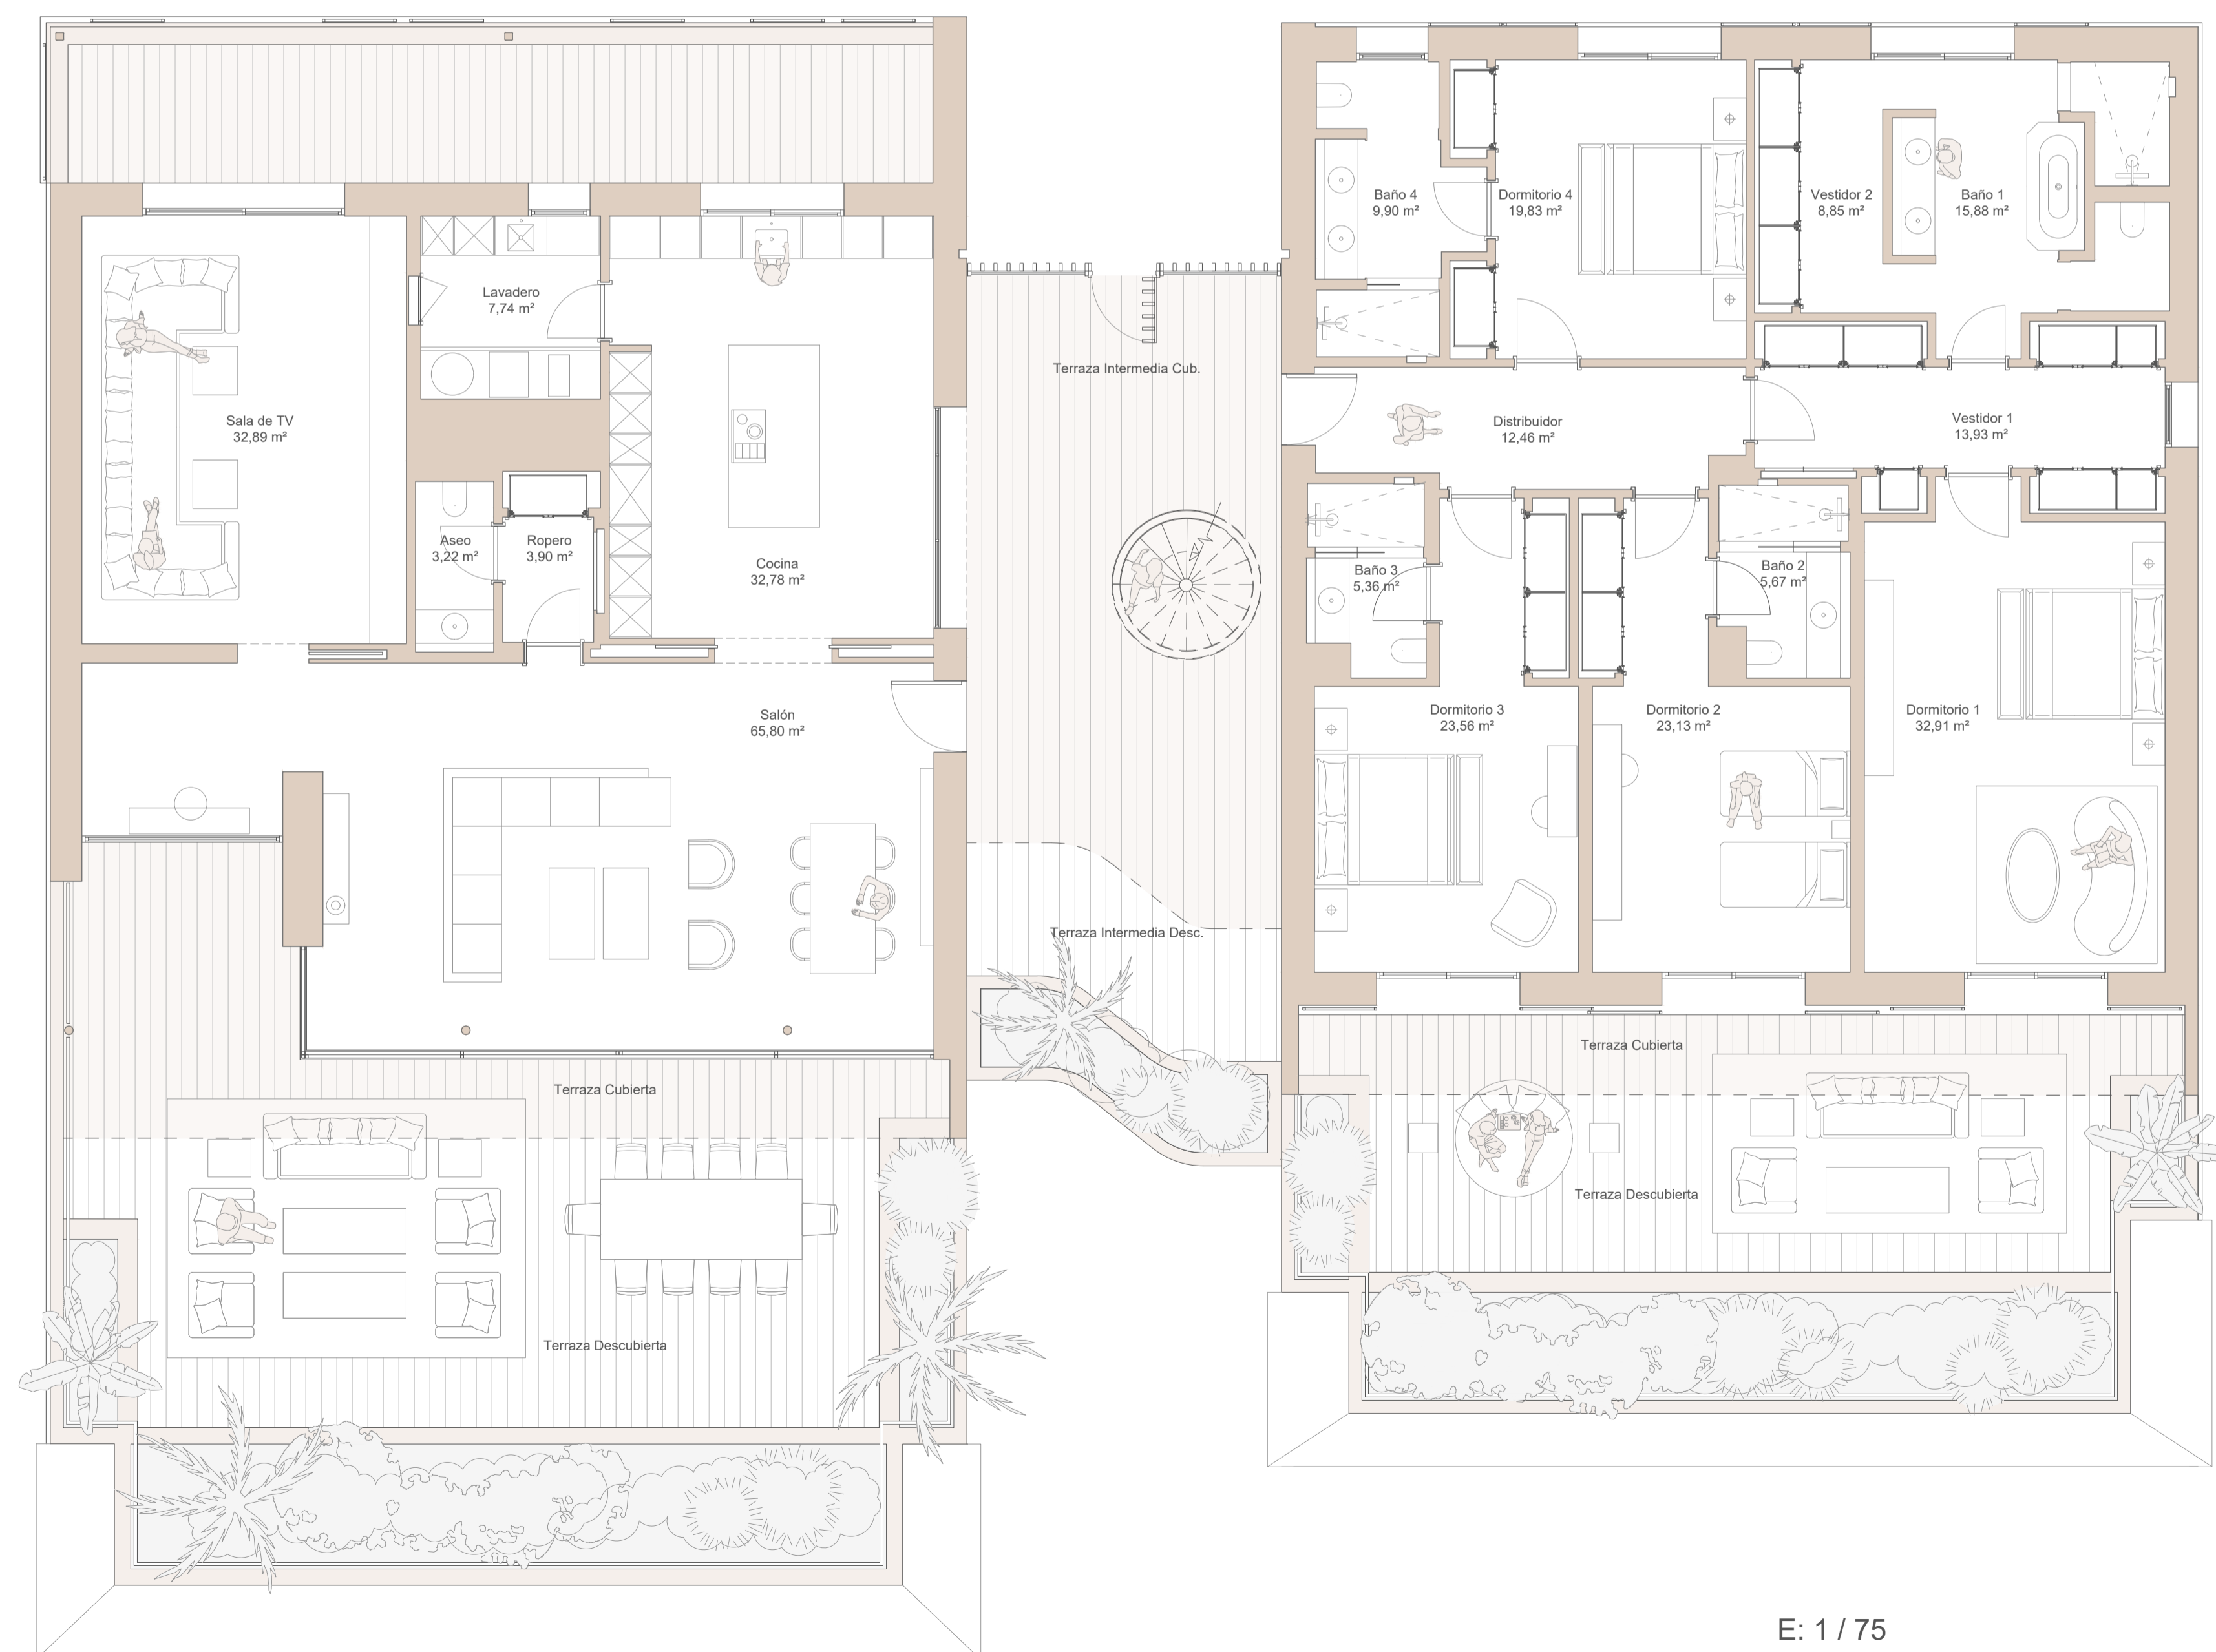 Baño 4
9,90 m²
Dormitorio 4
19,83 m²
Vestidor 2
8,85 m²
Baño 1
15,88 m²
Lavadero
7,74 m²
Terraza Intermedia Cub.
Sala de TV
32,89 m²
Distribuidor
12,46 m²
Vestidor 1
13,93 m²
Aseo
3,22 m²
Ropero
3,90 m²
Cocina
32,78 m²
Baño 3
5,36 m²
Baño 2
5,67 m²
Salón
65,80 m²
Dormitorio 3
23,56 m²
Dormitorio 2
23,13 m²
Dormitorio 1
32,91 m²
Terraza Intermedia Desc.
Terraza Cubierta
Terraza Cubierta
Terraza Descubierta
Terraza Descubierta
E: 1 / 75